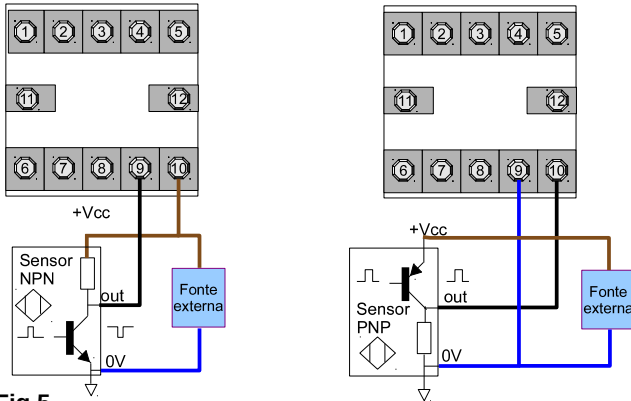 1 2 3 4 5
11 12
6 7 8 9 10
+Vcc
Sensor
NPN
out
0V
Fonte
externa
1 2 3 4 5
11 12
6 7 8 9 10
+Vcc
out
Sensor
PNP
0V
Fonte
externa
Fig 5